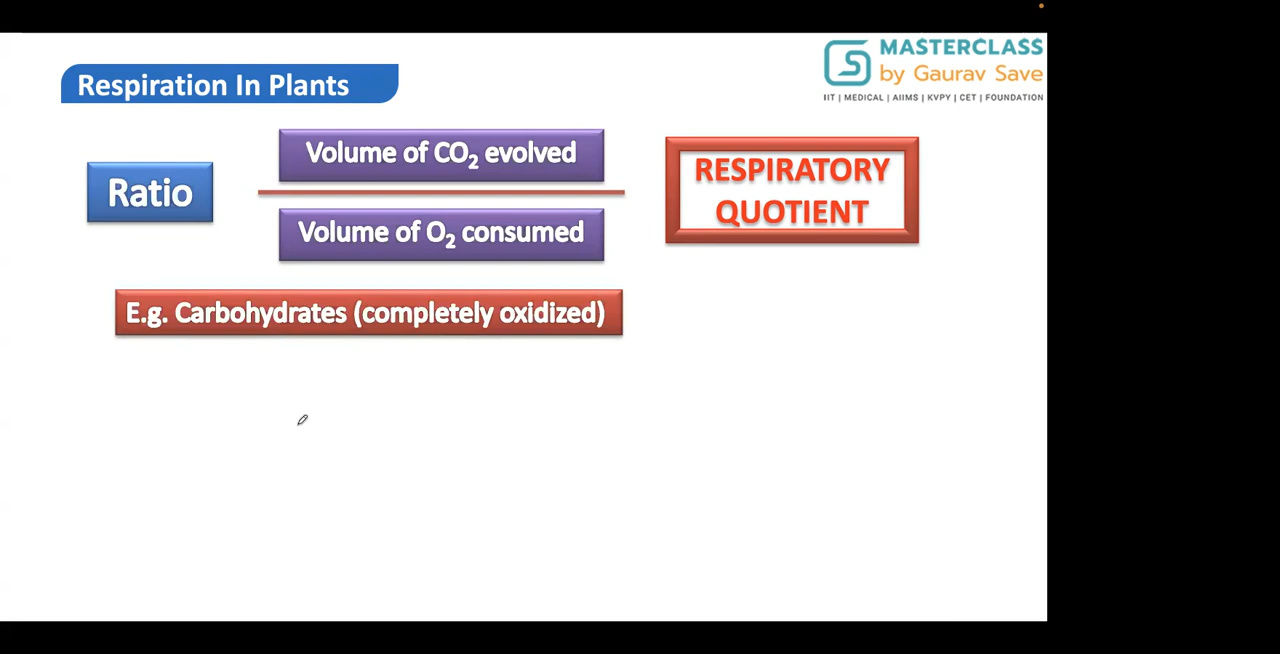 MASTERCLASS
by Gaurav Save
IIT | MEDICAL | AIIMS | KVPY | CET | FOUNDATION
Respiration In Plants
Ratio
Volume of CO₂ evolved
Volume of O₂ consumed
RESPIRATORY
QUOTIENT
E.g. Carbohydrates (completely oxidized)